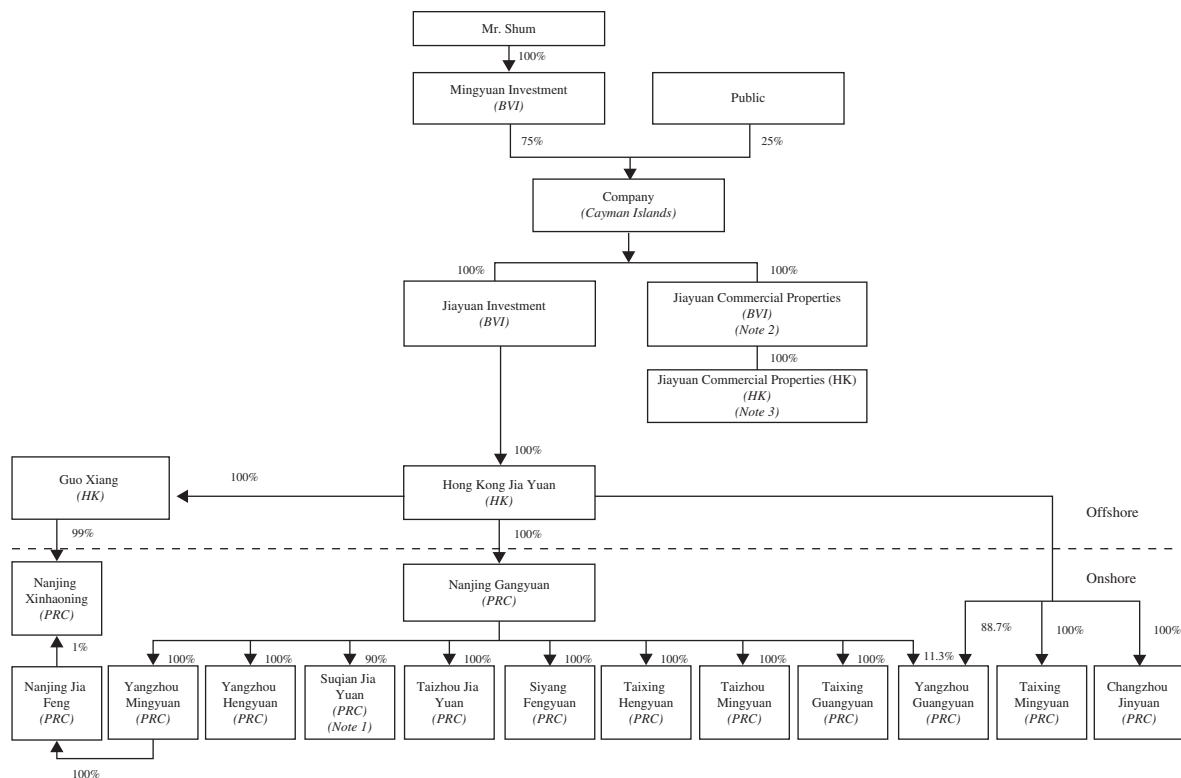 Mr. Shum
100%
Mingyuan Investment
(BVI)
Public
75%
25%
Company
(Cayman Islands)
100%
100%
Jiayuan Investment
(BVI)
Jiayuan Commercial Properties
(BVI)
(Note 2)
100%
Jiayuan Commercial Properties (HK)
(HK)
(Note 3)
100%
Guo Xiang
(HK)
100%
Hong Kong Jia Yuan
(HK)
Offshore
99%
100%
Onshore
Nanjing
Xinhaoning
(PRC)
Nanjing Gangyuan
(PRC)
88.7%
100%
100%
1%
100%
100%
90%
100%
100%
100%
100%
100%
11.3%
Nanjing Jia
Feng
(PRC)
Yangzhou
Mingyuan
(PRC)
Yangzhou
Hengyuan
(PRC)
Suqian Jia
Yuan
(PRC)
(Note 1)
Taizhou Jia
Yuan
(PRC)
Siyang
Fengyuan
(PRC)
Taixing
Hengyuan
(PRC)
Taizhou
Mingyuan
(PRC)
Taixing
Guangyuan
(PRC)
Yangzhou
Guangyuan
(PRC)
Taixing
Mingyuan
(PRC)
Changzhou
Jinyuan
(PRC)
100%